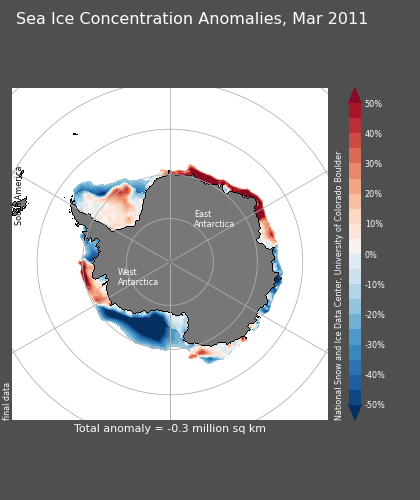 Sea Ice Concentration Anomalies, Mar 2011
South America
East
Antarctica
West
Antarctica
final data
National Snow and Ice Data Center, University of Colorado Boulder
50%
40%
30%
20%
10%
0%
-10%
-20%
-30%
-40%
-50%
Total anomaly = -0.3 million sq km